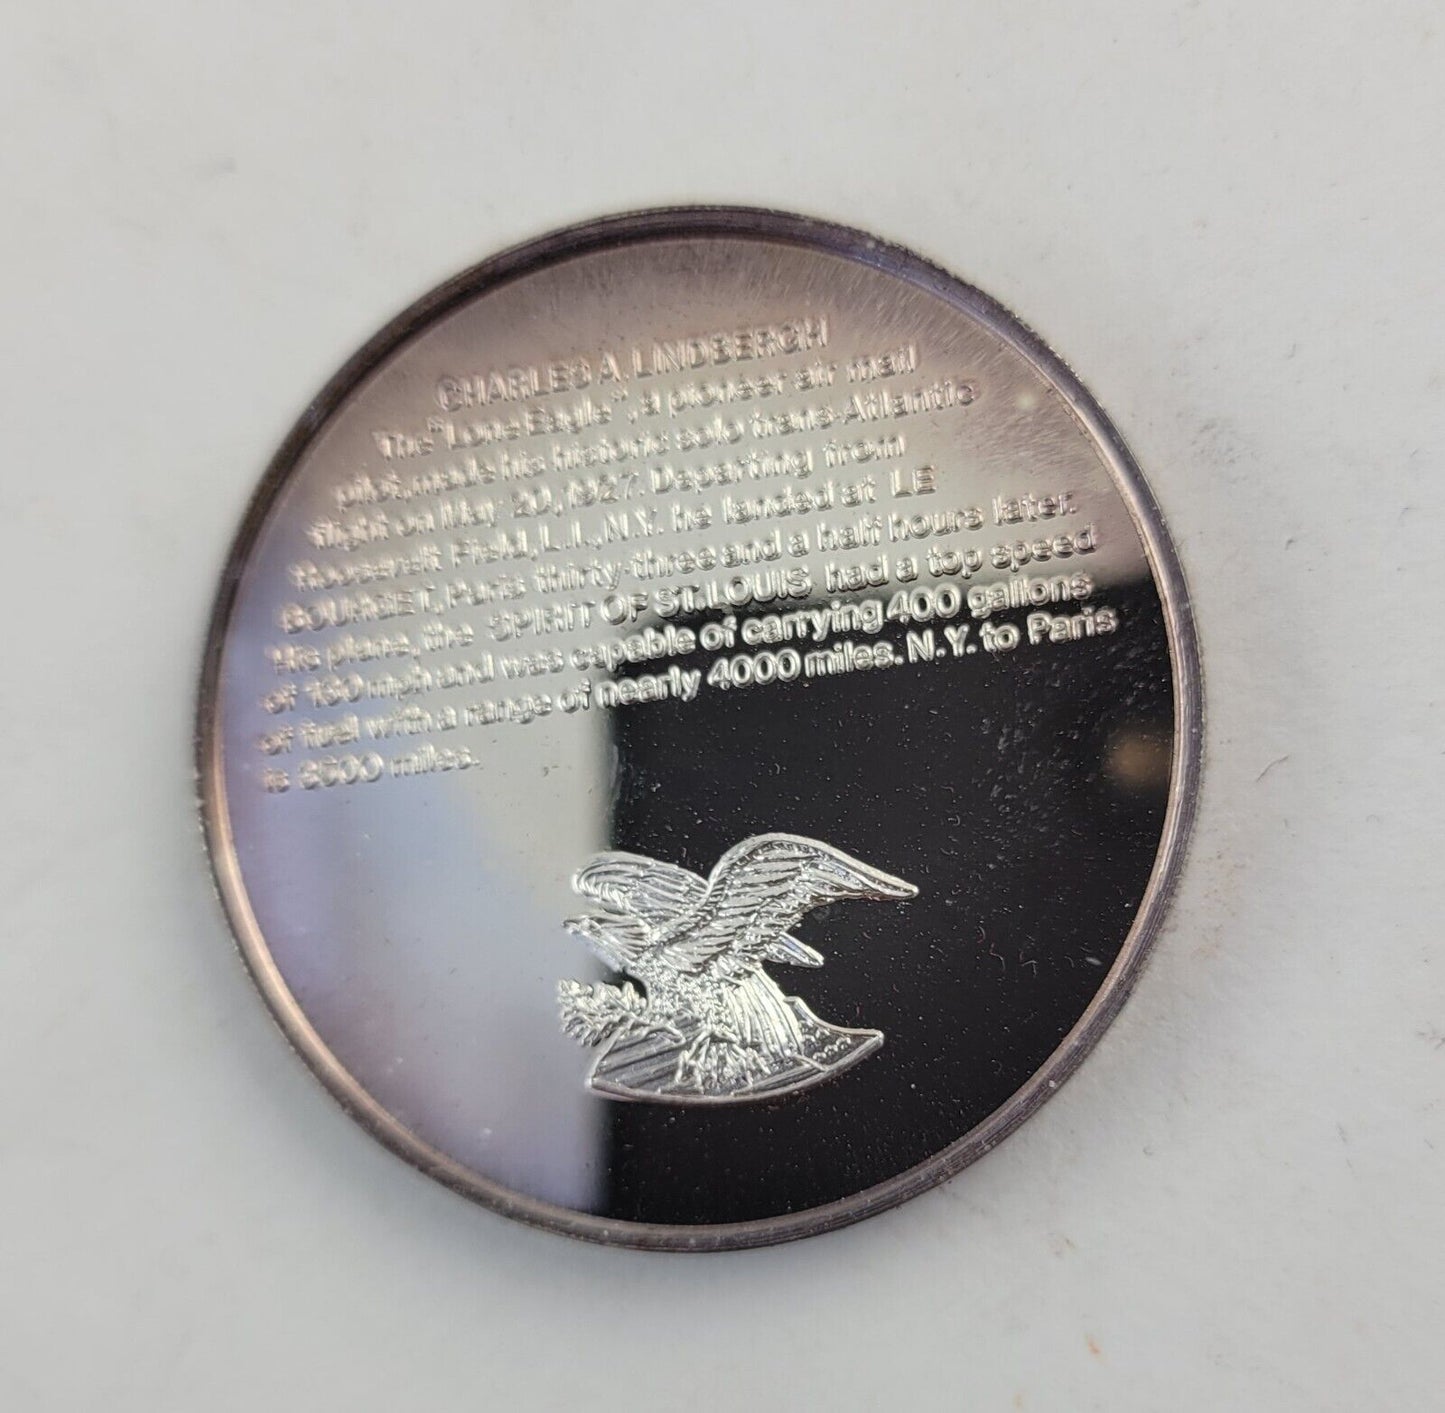 CHARLES A. LINDBERGH
The "Lone Eagle", a pioneer air mail
pilot, made his historic solo trans-Atlantic
flight on May 20, 1927. Departing from
Roosevelt Field, L.I., N.Y. he landed at LE
BOURGET, Paris thirty-three and a half hours later.
His plane, the SPIRIT OF ST. LOUIS had a top speed
of 130 mph and was capable of carrying 400 gallons
of fuel with a range of nearly 4000 miles. N.Y. to Paris
is 3600 miles.